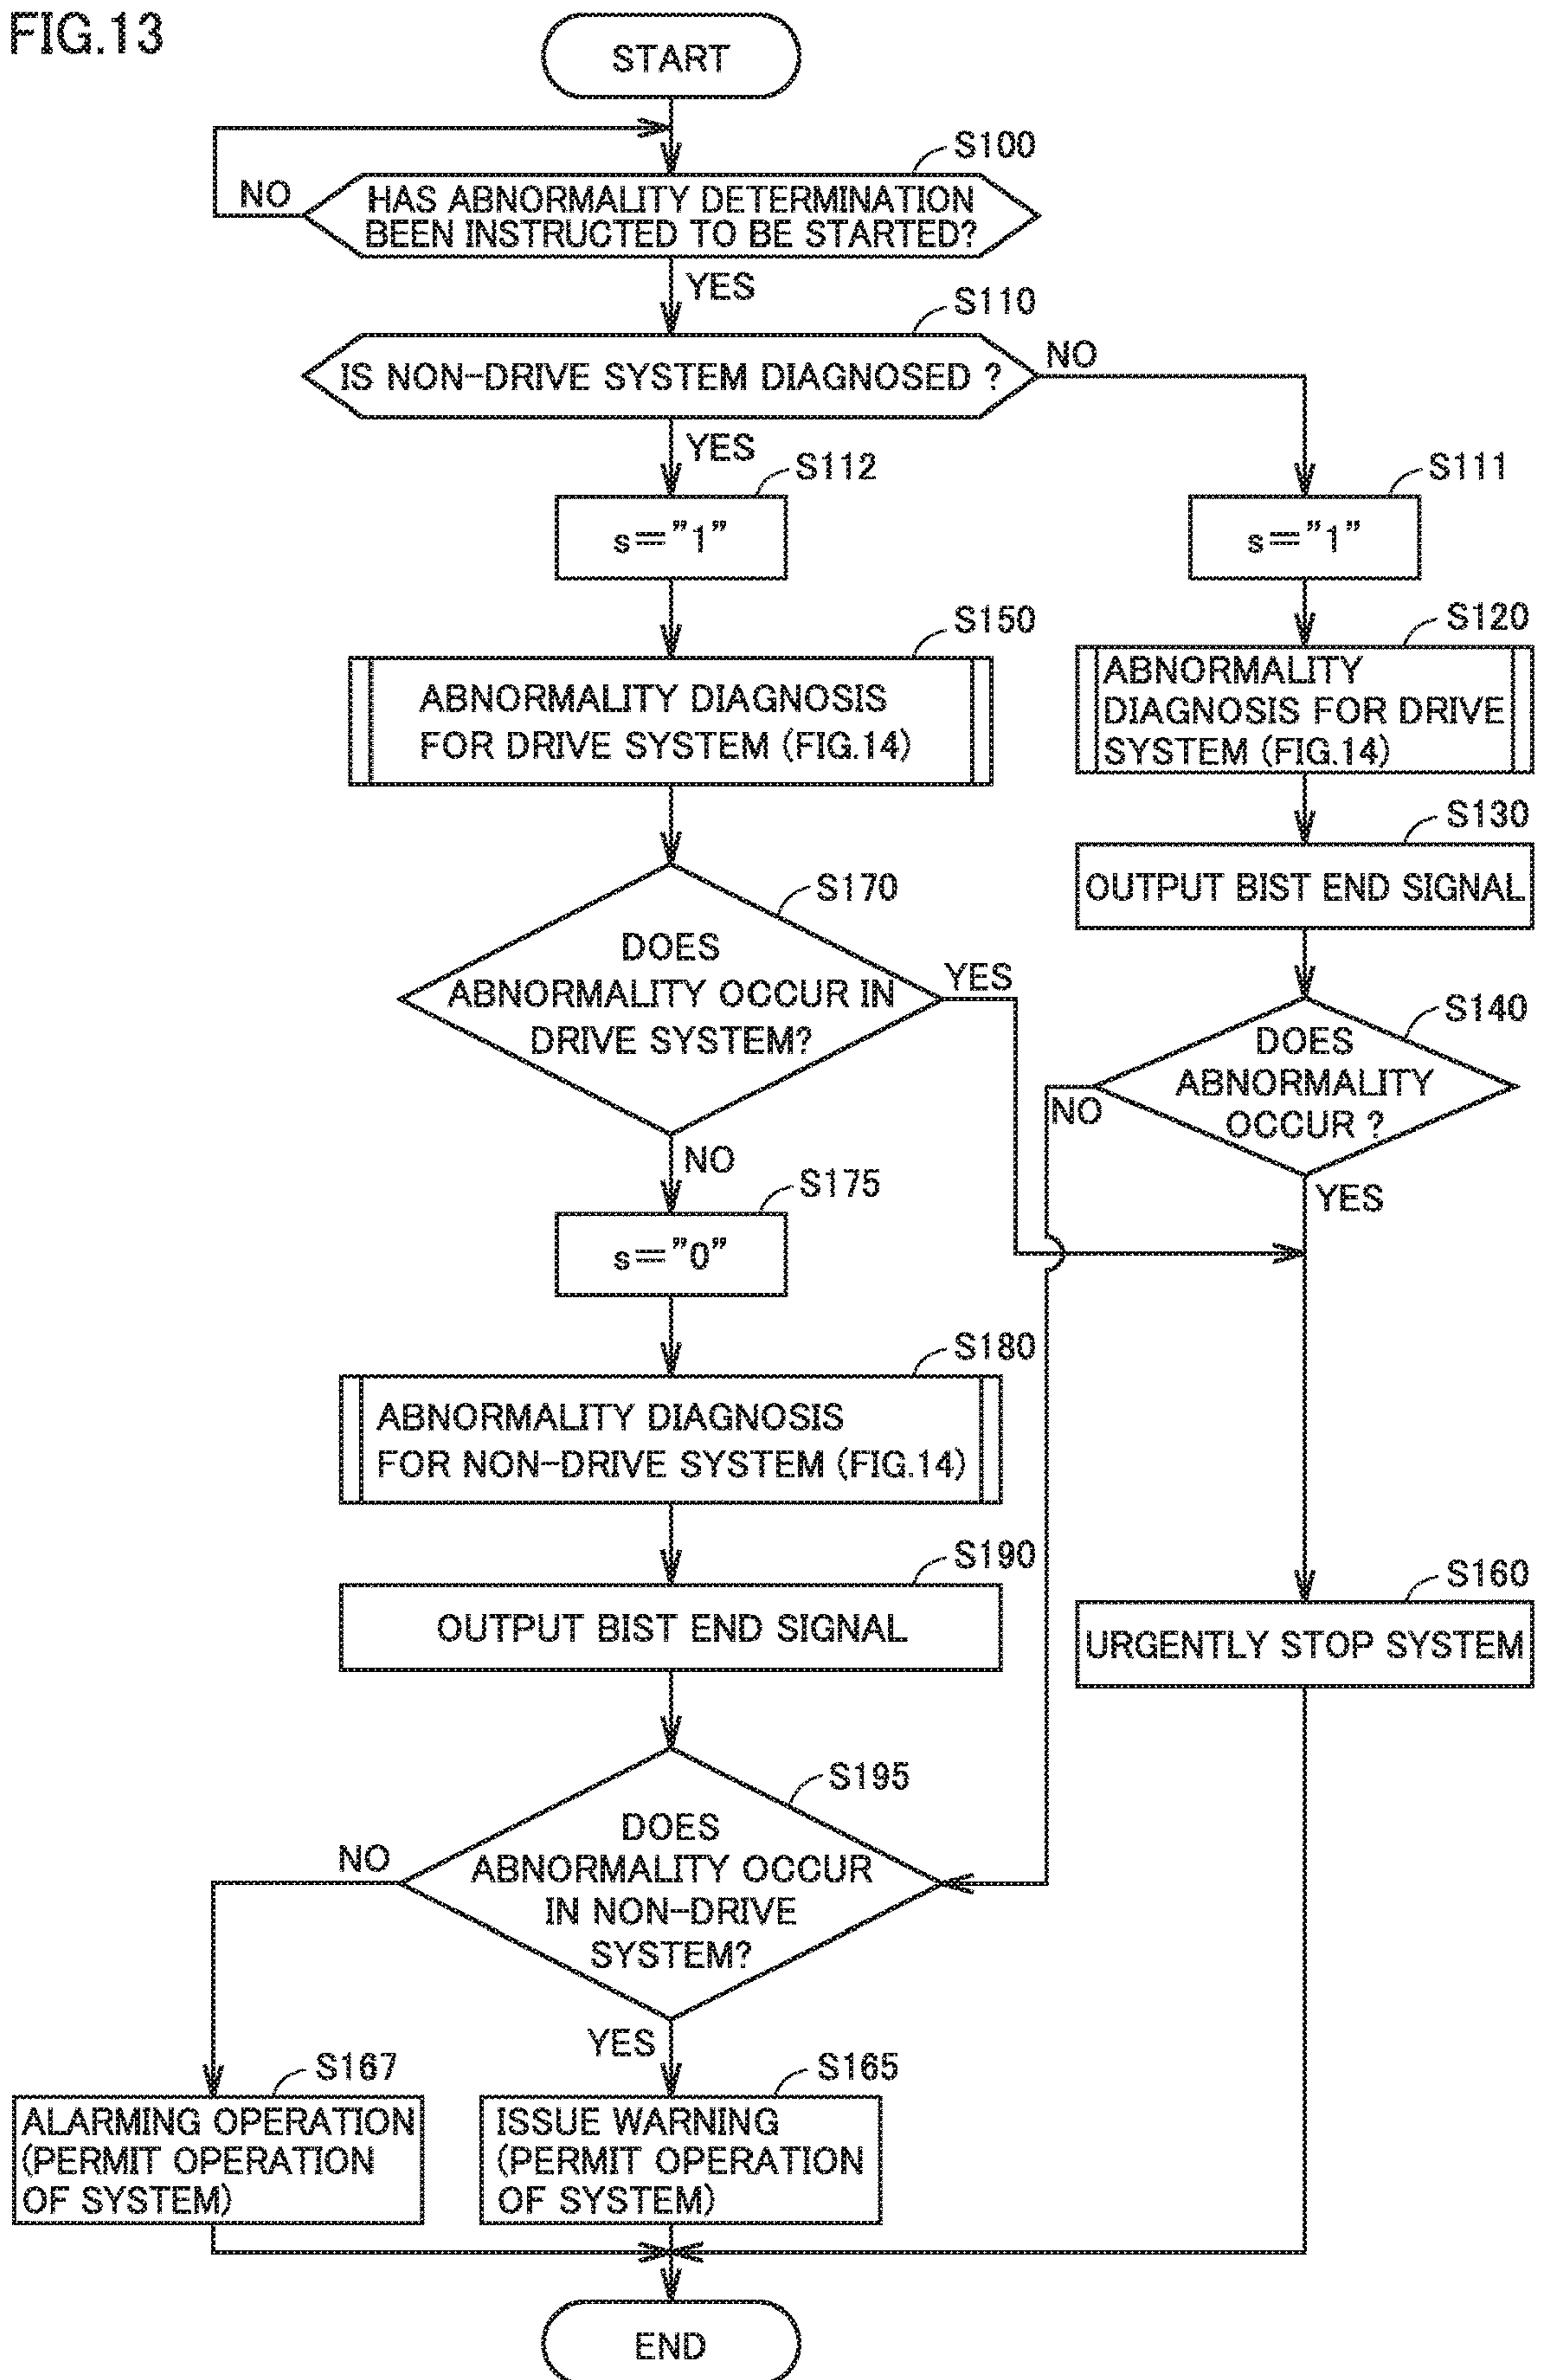 FIG.13
START
S100
NO
HAS ABNORMALITY DETERMINATION
BEEN INSTRUCTED TO BE STARTED?
YES
S110
IS NON-DRIVE SYSTEM DIAGNOSED ?
NO
YES
S112
s="1"
S111
s="1"
S150
ABNORMALITY DIAGNOSIS
FOR DRIVE SYSTEM (FIG.14)
S120
ABNORMALITY
DIAGNOSIS FOR DRIVE
SYSTEM (FIG.14)
S130
OUTPUT BIST END SIGNAL
S170
DOES
ABNORMALITY OCCUR IN
DRIVE SYSTEM?
YES
S140
DOES
ABNORMALITY
OCCUR ?
NO
YES
NO
S175
s="0"
S180
ABNORMALITY DIAGNOSIS
FOR NON-DRIVE SYSTEM (FIG.14)
S190
OUTPUT BIST END SIGNAL
S160
URGENTLY STOP SYSTEM
S195
DOES
ABNORMALITY OCCUR
IN NON-DRIVE
SYSTEM?
NO
YES
S167
ALARMING OPERATION
(PERMIT OPERATION
OF SYSTEM)
S165
ISSUE WARNING
(PERMIT OPERATION
OF SYSTEM)
END